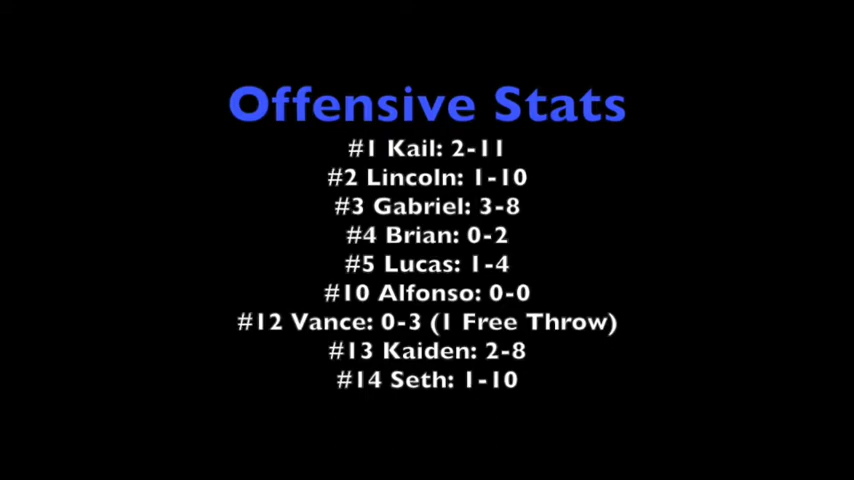 Offensive Stats
#1 Kail: 2-11
#2 Lincoln: 1-10
#3 Gabriel: 3-8
#4 Brian: 0-2
#5 Lucas: 1-4
#10 Alfonso: 0-0
#12 Vance: 0-3 (1 Free Throw)
#13 Kaiden: 2-8
#14 Seth: 1-10